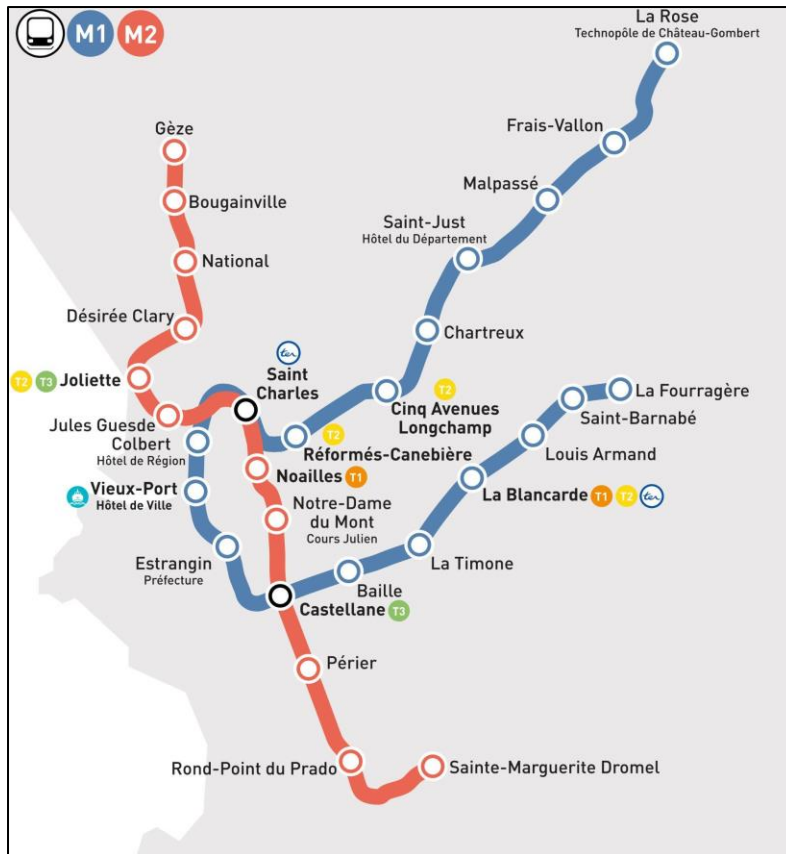 M1 M2
La Rose
Technopôle de Château-Gombert
Frais-Vallon
Gèze
Malpassé
Bougainville
Saint-Just
Hôtel du Département
National
Désirée Clary
Chartreux
ter
Saint
Charles
T2 T3 Joliette
T2
Cinq Avenues
Longchamp
La Fourragère
Saint-Barnabé
Jules Guesde
Colbert
Hôtel de Région
T2
Réformés-Canebière
Louis Armand
Noailles T1
Vieux-Port
Hôtel de Ville
La Blancarde T1 T2 ter
Notre-Dame
du Mont
Cours Julien
Estrangin
Préfecture
La Timone
Baille
Castellane T3
Périer
Rond-Point du Prado
Sainte-Marguerite Dromel